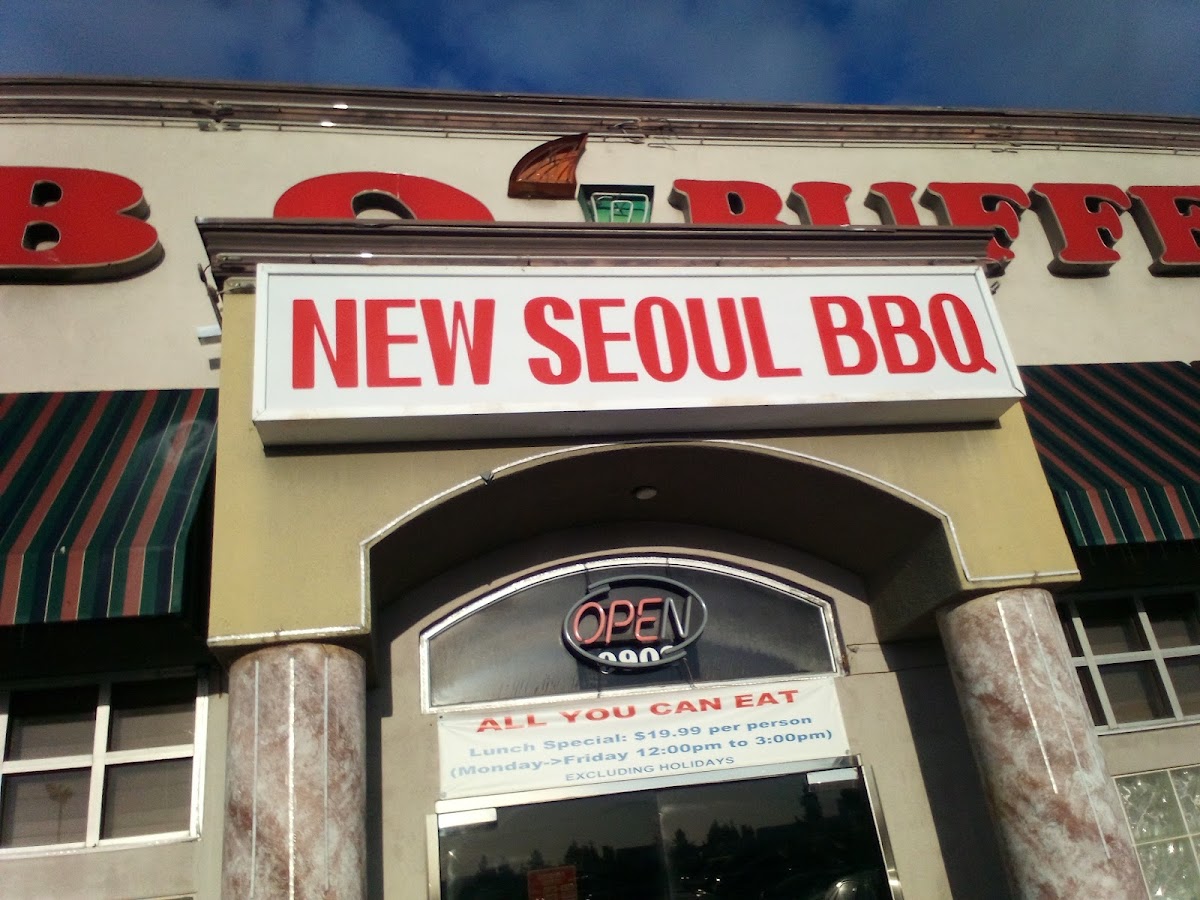 B Q BUFFE
NEW SEOUL BBQ
OPEN
ALL YOU CAN EAT
Lunch Special: $19.99 per person
(Monday->Friday 12:00pm to 3:00pm)
EXCLUDING HOLIDAYS